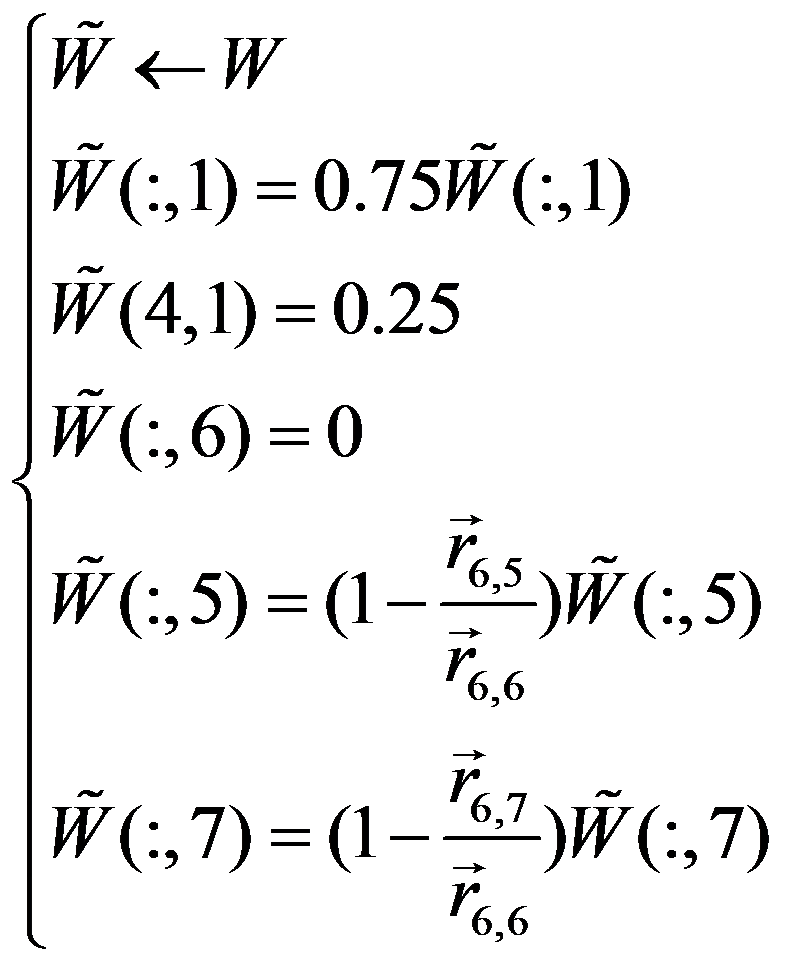 W̃ ← W
W̃(:,1) = 0.75W̃(:,1)
W̃(4,1) = 0.25
W̃(:,6) = 0
W̃(:,5) = (1 − r⃗₆,₅ / r⃗₆,₆)W̃(:,5)
W̃(:,7) = (1 − r⃗₆,₇ / r⃗₆,₆)W̃(:,7)